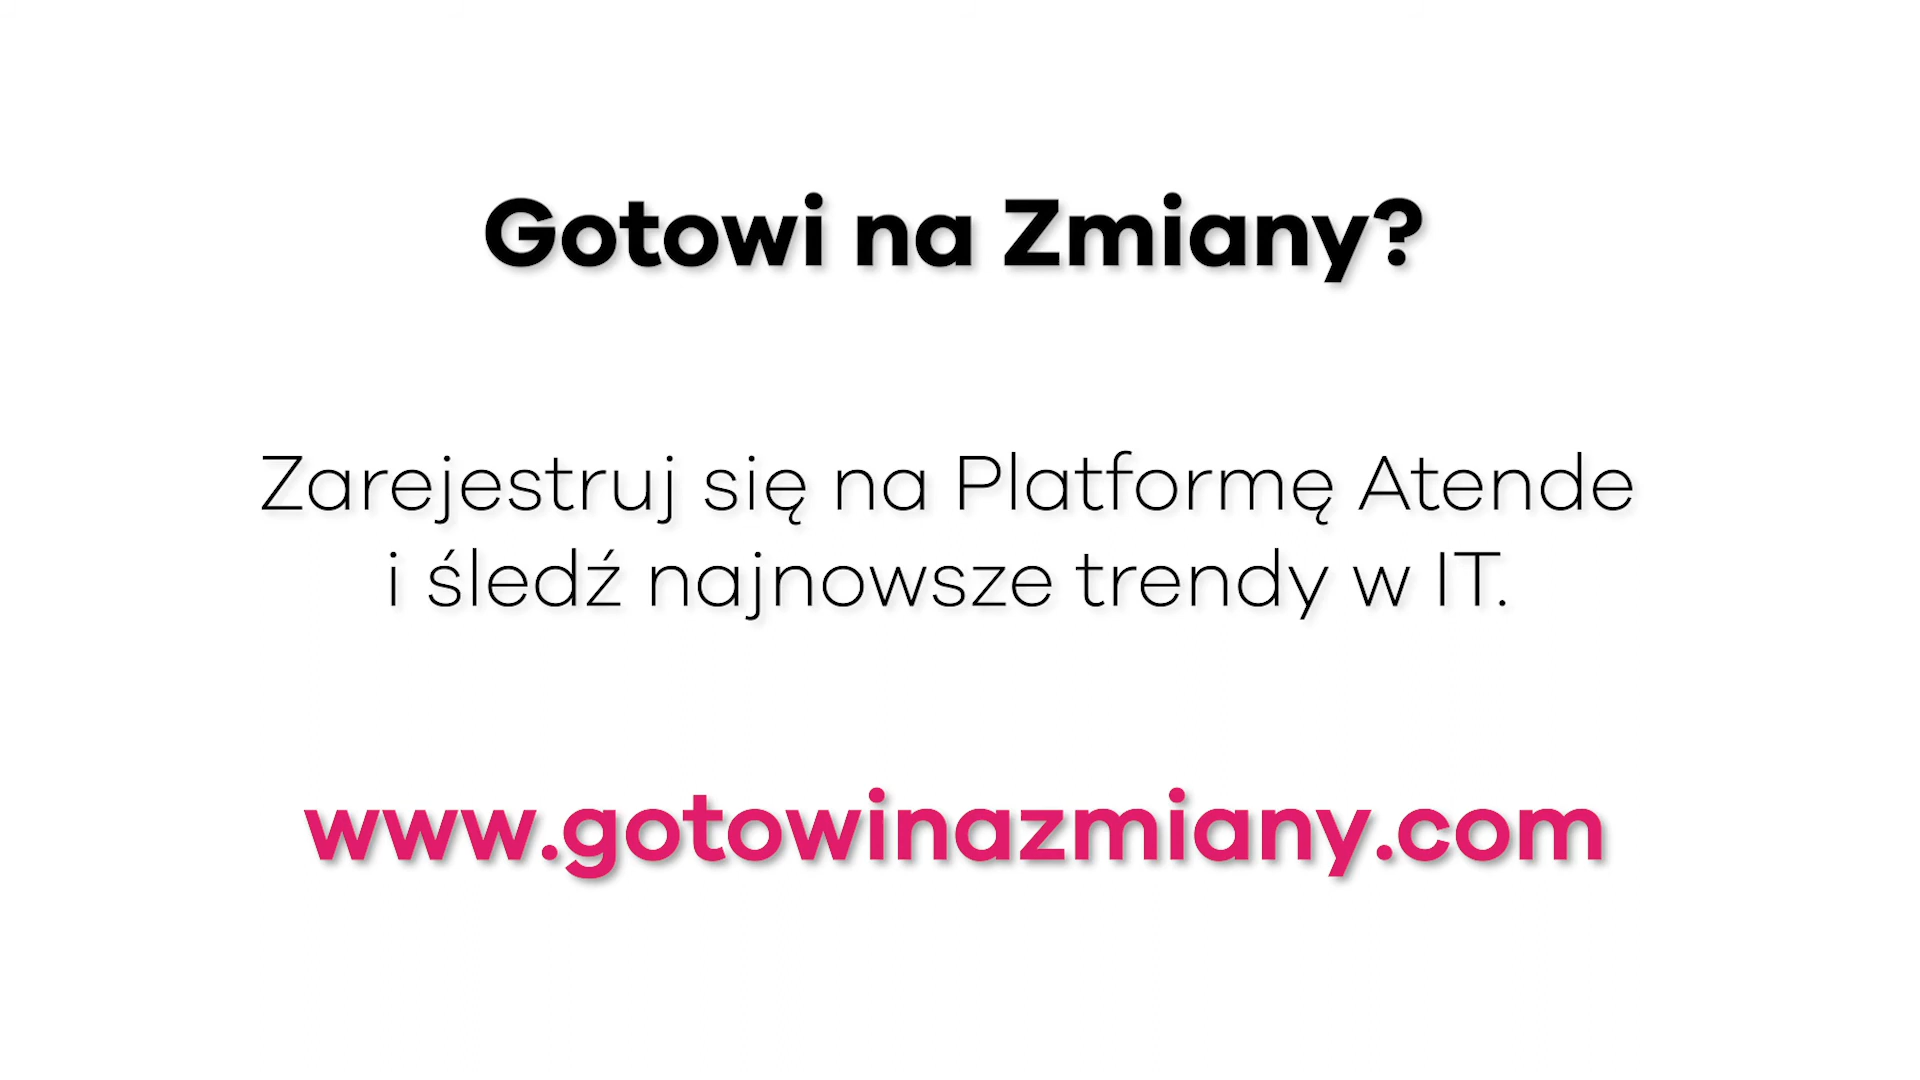 Gotowi na Zmiany?
Zarejestruj się na Platformę Atende
i śledź najnowsze trendy w IT.
www.gotowinazmiany.com